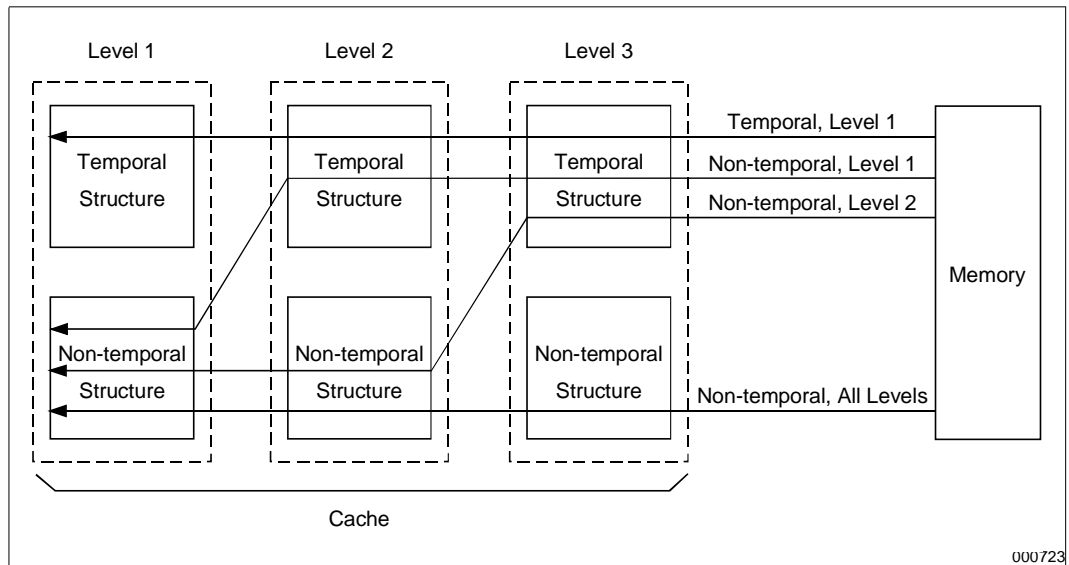 Level 1
Level 2
Level 3
Temporal
Structure
Temporal
Structure
Temporal
Structure
Temporal, Level 1
Non-temporal, Level 1
Non-temporal, Level 2
Memory
Non-temporal
Structure
Non-temporal
Structure
Non-temporal
Structure
Non-temporal, All Levels
Cache
000723